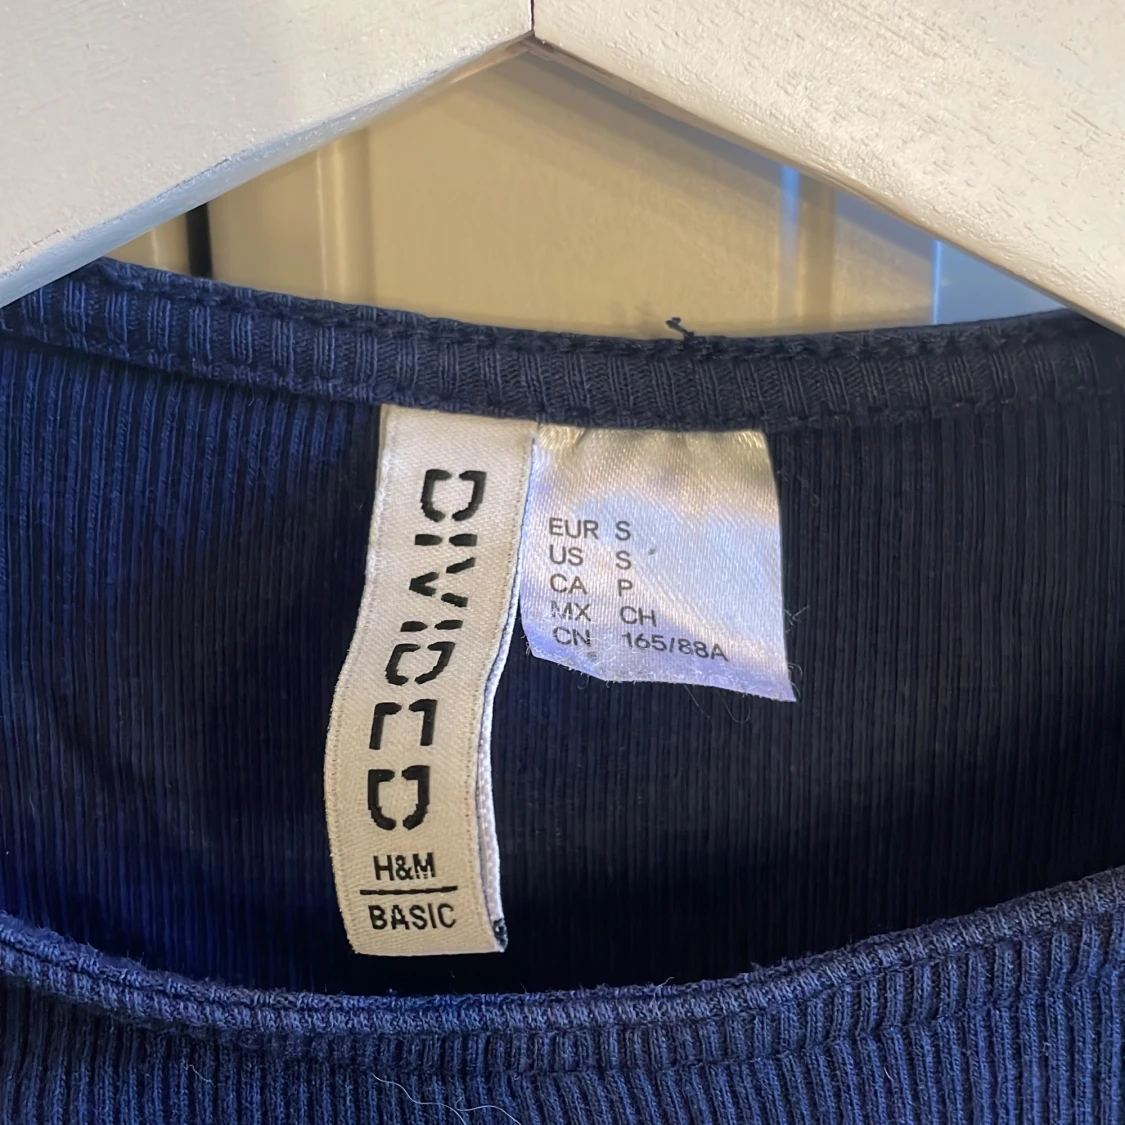 DIVIDED
H&M
BASIC
EUR S
US S
CA P
MX CH
CN 165/88A